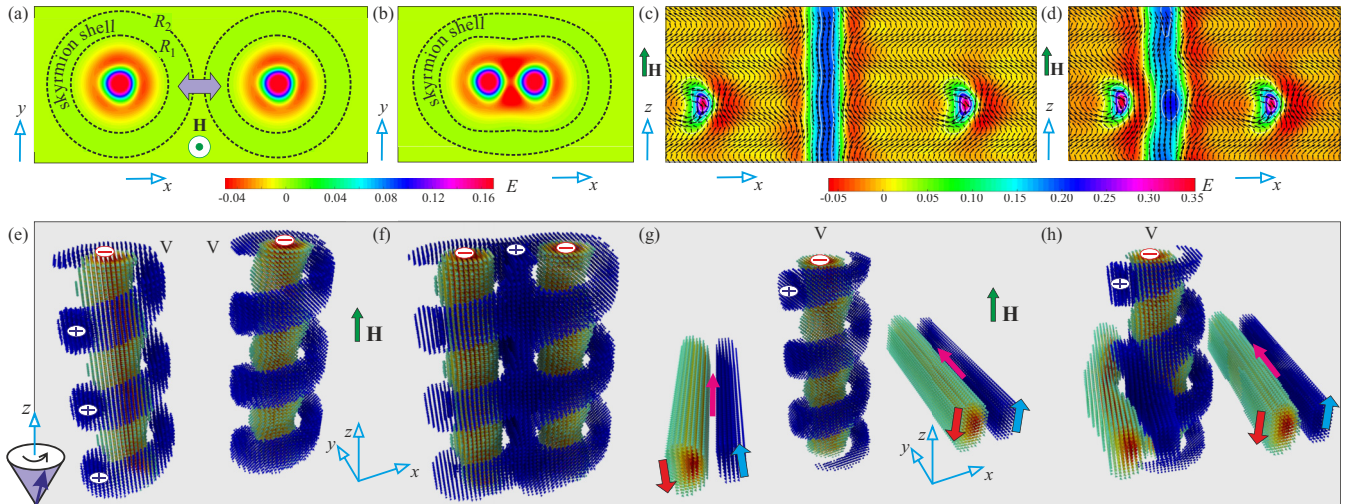 (a)
skyrmion shell
R₂
R₁
H
y
x
(b)
skyrmion shell
y
x
(c)
H
z
(d)
H
z
x
-0.04 0 0.04 0.08 0.12 0.16 E
-0.05 0 0.05 0.10 0.15 0.20 0.25 0.30 0.35 E
(e)
V
V
−
−
+
+
+
H
z
z
y
x
(f)
−
+
−
(g)
V
−
+
H
z
y
x
(h)
V
−
+